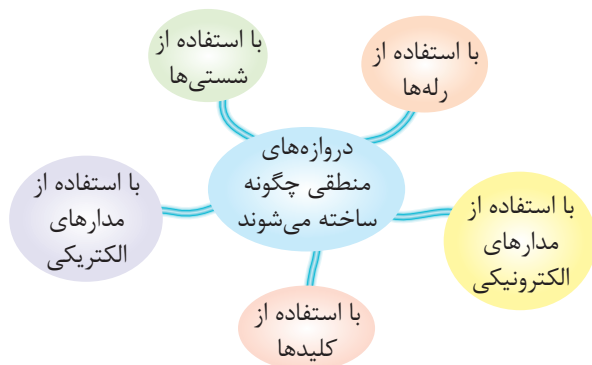 با استفاده از
رله‌ها
با استفاده از
شستی‌ها
دروازه‌های
منطقی چگونه
ساخته می‌شوند
با استفاده از
مدارهای
الکترونیکی
با استفاده از
مدارهای
الکتریکی
با استفاده از
کلیدها